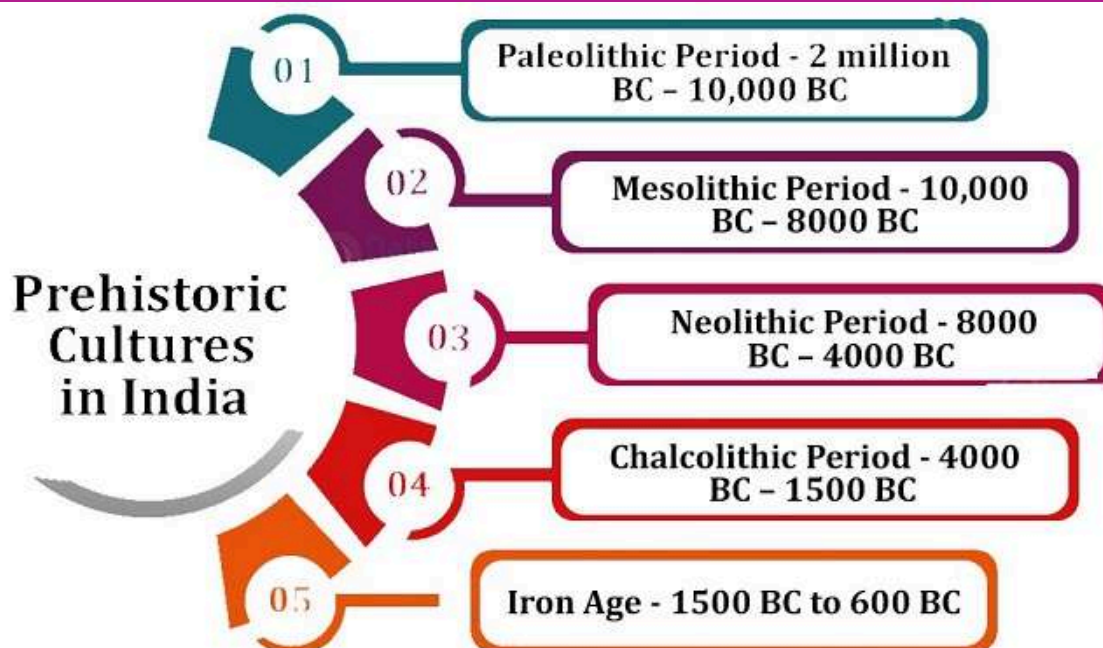 Prehistoric
Cultures
in India
01
Paleolithic Period - 2 million
BC – 10,000 BC
02
Mesolithic Period - 10,000
BC – 8000 BC
03
Neolithic Period - 8000
BC – 4000 BC
04
Chalcolithic Period - 4000
BC – 1500 BC
05
Iron Age - 1500 BC to 600 BC